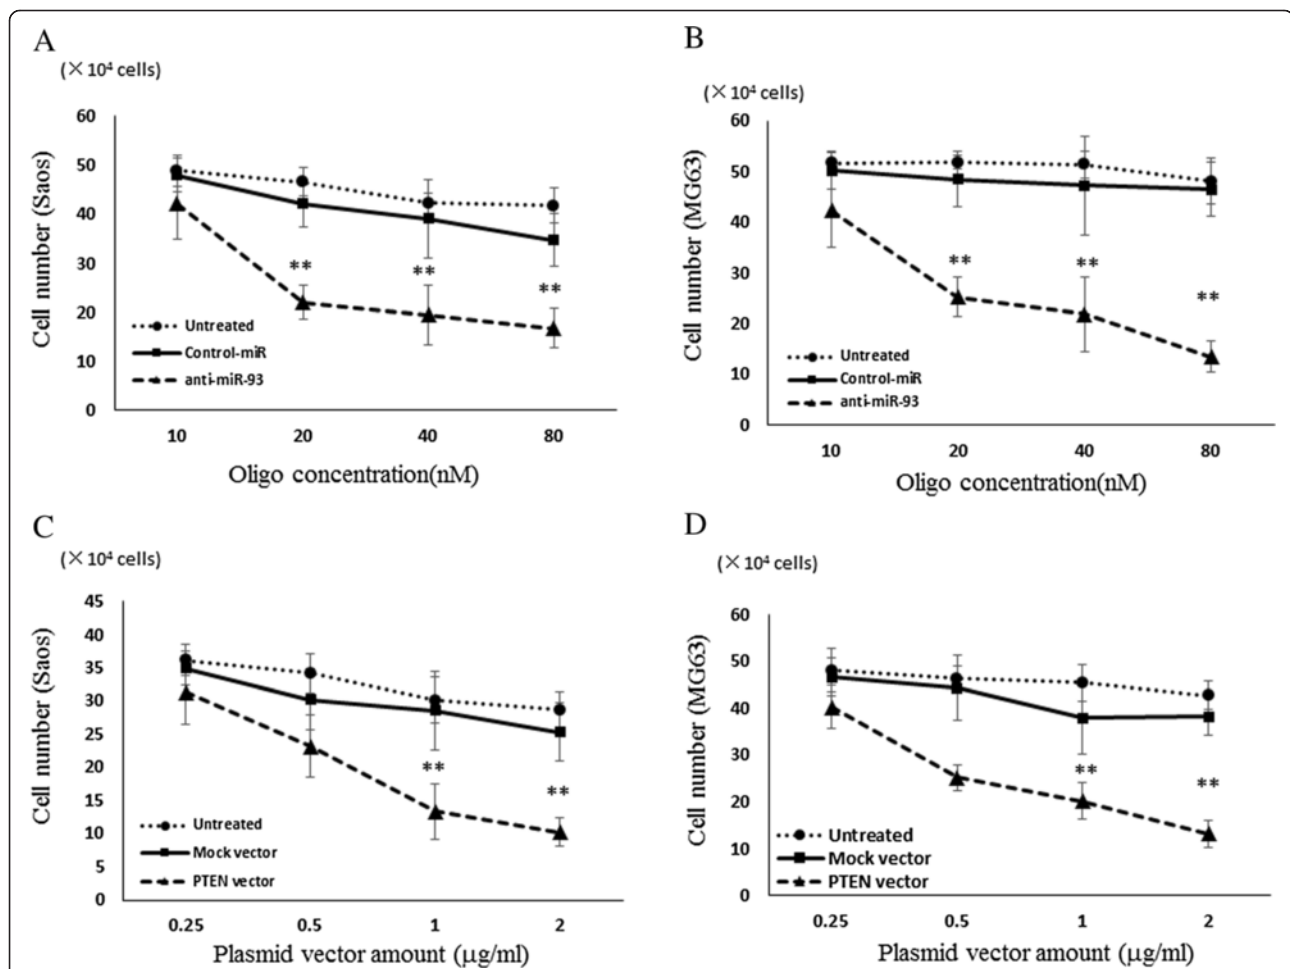 A
(×10⁴ cells)
Cell number (Saos)
60
50
40
30
20
10
0
** ** **
Untreated
Control-miR
anti-miR-93
10 20 40 80
Oligo concentration(nM)
B
(×10⁴ cells)
Cell number (MG63)
60
50
40
30
20
10
0
** ** **
Untreated
Control-miR
anti-miR-93
10 20 40 80
Oligo concentration(nM)
C
(×10⁴ cells)
Cell number (Saos)
45
40
35
30
25
20
15
10
5
0
** **
Untreated
Mock vector
PTEN vector
0.25 0.5 1 2
Plasmid vector amount (μg/ml)
D
(×10⁴ cells)
Cell number (MG63)
60
50
40
30
20
10
0
** **
Untreated
Mock vector
PTEN vector
0.25 0.5 1 2
Plasmid vector amount (μg/ml)